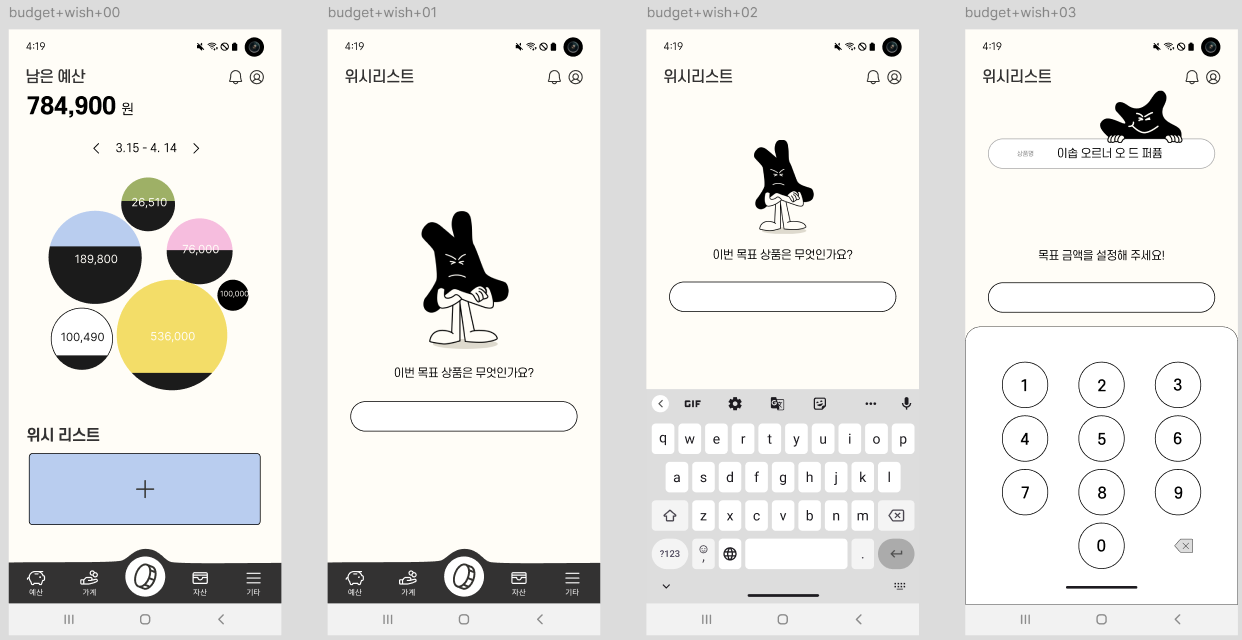 budget+wish+00
4:19
남은 예산
784,900 원
3.15 - 4. 14
26,510
189,800
76,000
100,000
100,490
536,000
위시 리스트
예산
가계
자산
기타
budget+wish+01
4:19
위시리스트
이번 목표 상품은 무엇인가요?
예산
가계
자산
기타
budget+wish+02
4:19
위시리스트
이번 목표 상품은 무엇인가요?
GIF
q w e r t y u i o p
a s d f g h j k l
z x c v b n m
?123 , .
budget+wish+03
4:19
위시리스트
상품명 이솝 오르너 오 드 퍼퓸
목표 금액을 설정해 주세요!
1 2 3
4 5 6
7 8 9
0